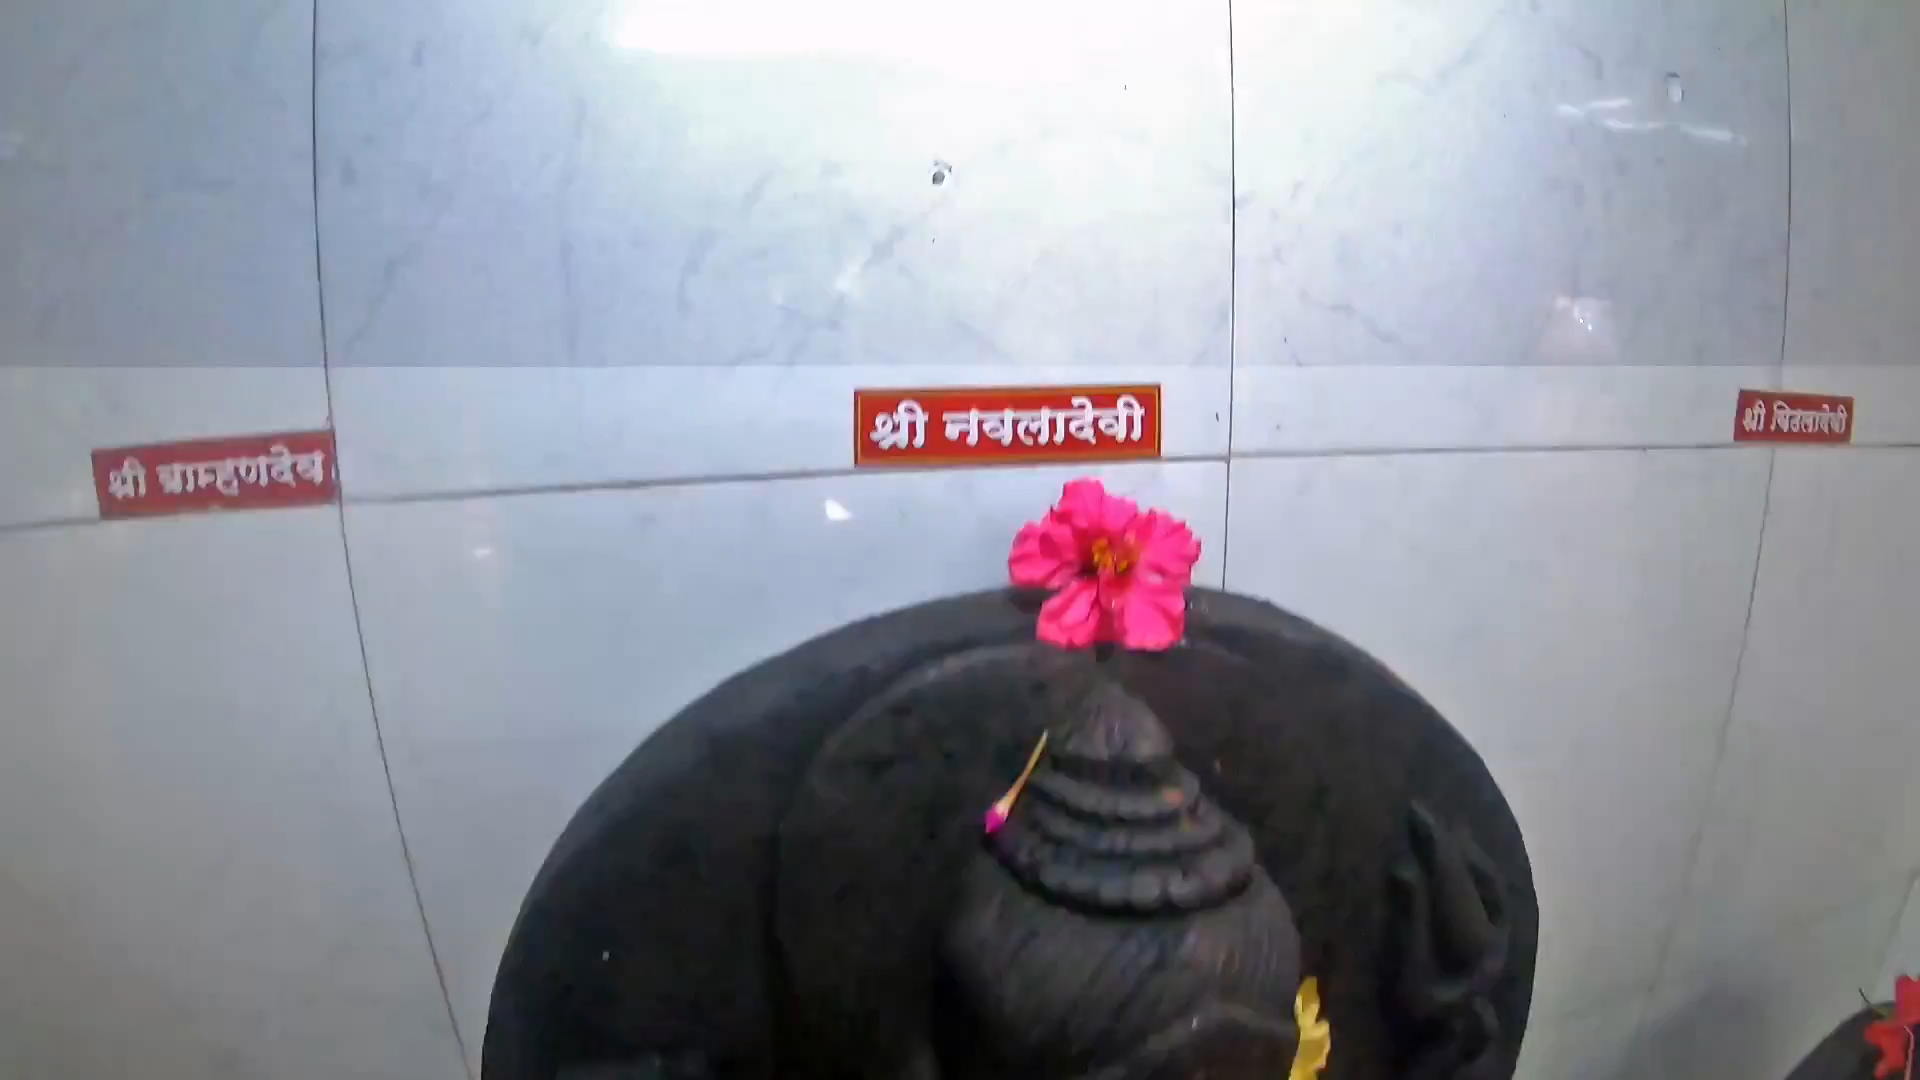 श्री ब्राम्हणदेव
श्री नवलादेवी
श्री विठलादेवी